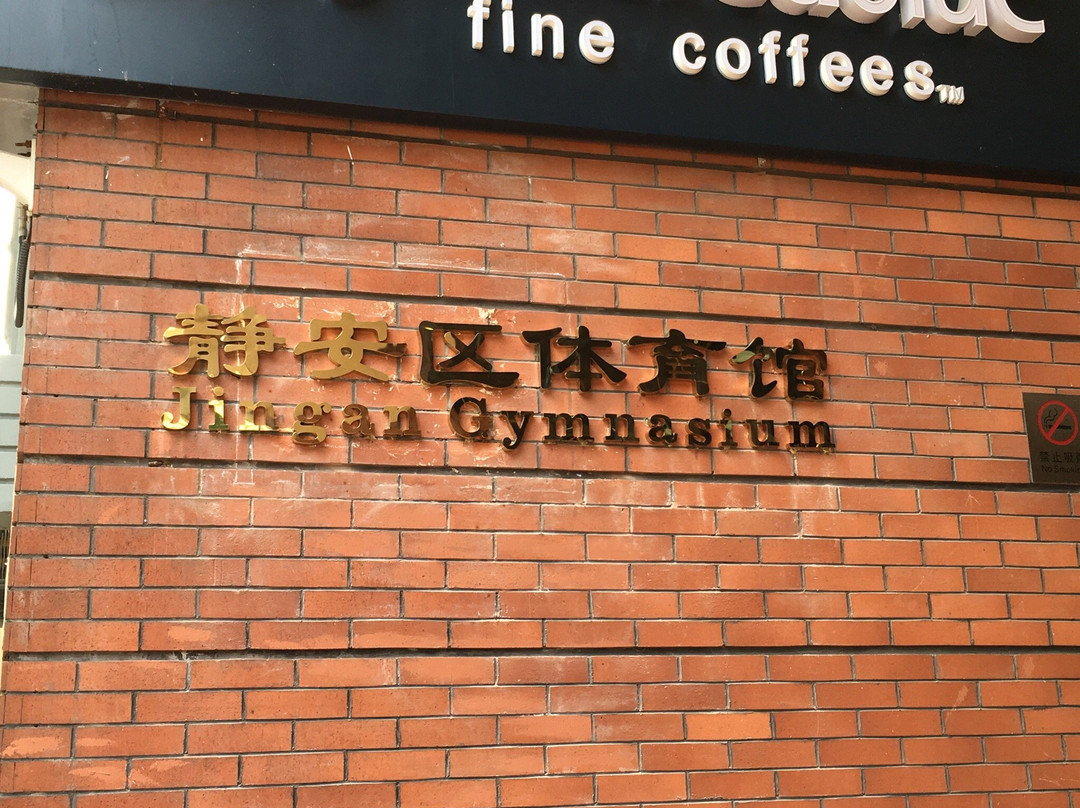 fine coffees™
静安区体育馆
Jingan Gymnasium